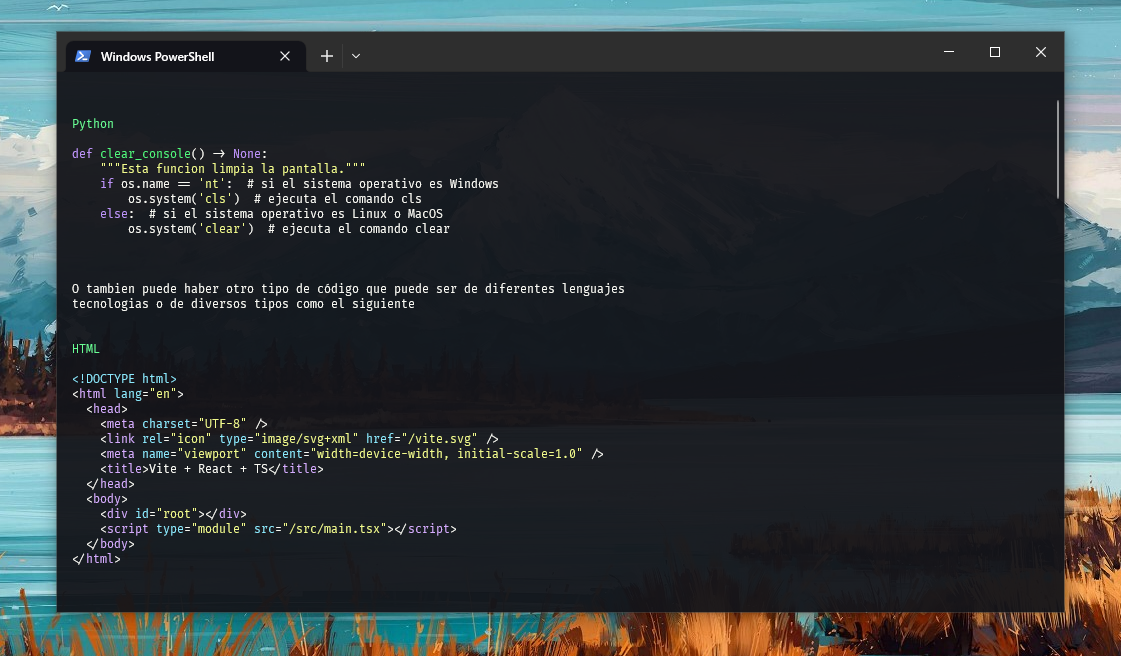 Windows PowerShell
Python
def clear_console() -> None:
    """Esta funcion limpia la pantalla."""
    if os.name == 'nt':  # si el sistema operativo es Windows
        os.system('cls')  # ejecuta el comando cls
    else:  # si el sistema operativo es Linux o MacOS
        os.system('clear')  # ejecuta el comando clear
O tambien puede haber otro tipo de código que puede ser de diferentes lenguajes
tecnologias o de diversos tipos como el siguiente
HTML
<!DOCTYPE html>
<html lang="en">
  <head>
    <meta charset="UTF-8" />
    <link rel="icon" type="image/svg+xml" href="/vite.svg" />
    <meta name="viewport" content="width=device-width, initial-scale=1.0" />
    <title>Vite + React + TS</title>
  </head>
  <body>
    <div id="root"></div>
    <script type="module" src="/src/main.tsx"></script>
  </body>
</html>